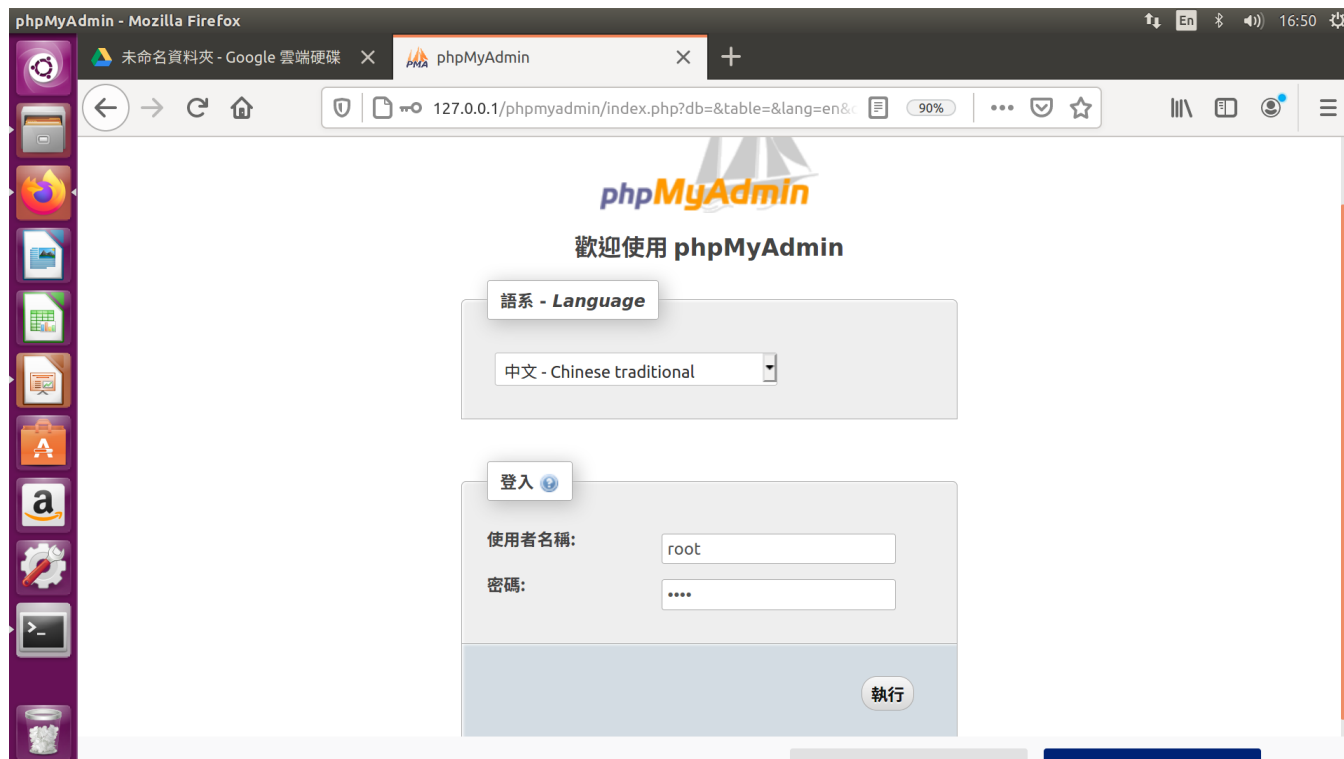 phpMyAdmin - Mozilla Firefox
En
16:50
未命名資料夾 - Google 雲端硬碟
phpMyAdmin
127.0.0.1/phpmyadmin/index.php?db=&table=&lang=en&
90%
phpMyAdmin
歡迎使用 phpMyAdmin
語系 - Language
中文 - Chinese traditional
登入
使用者名稱:
root
密碼:
••••
執行